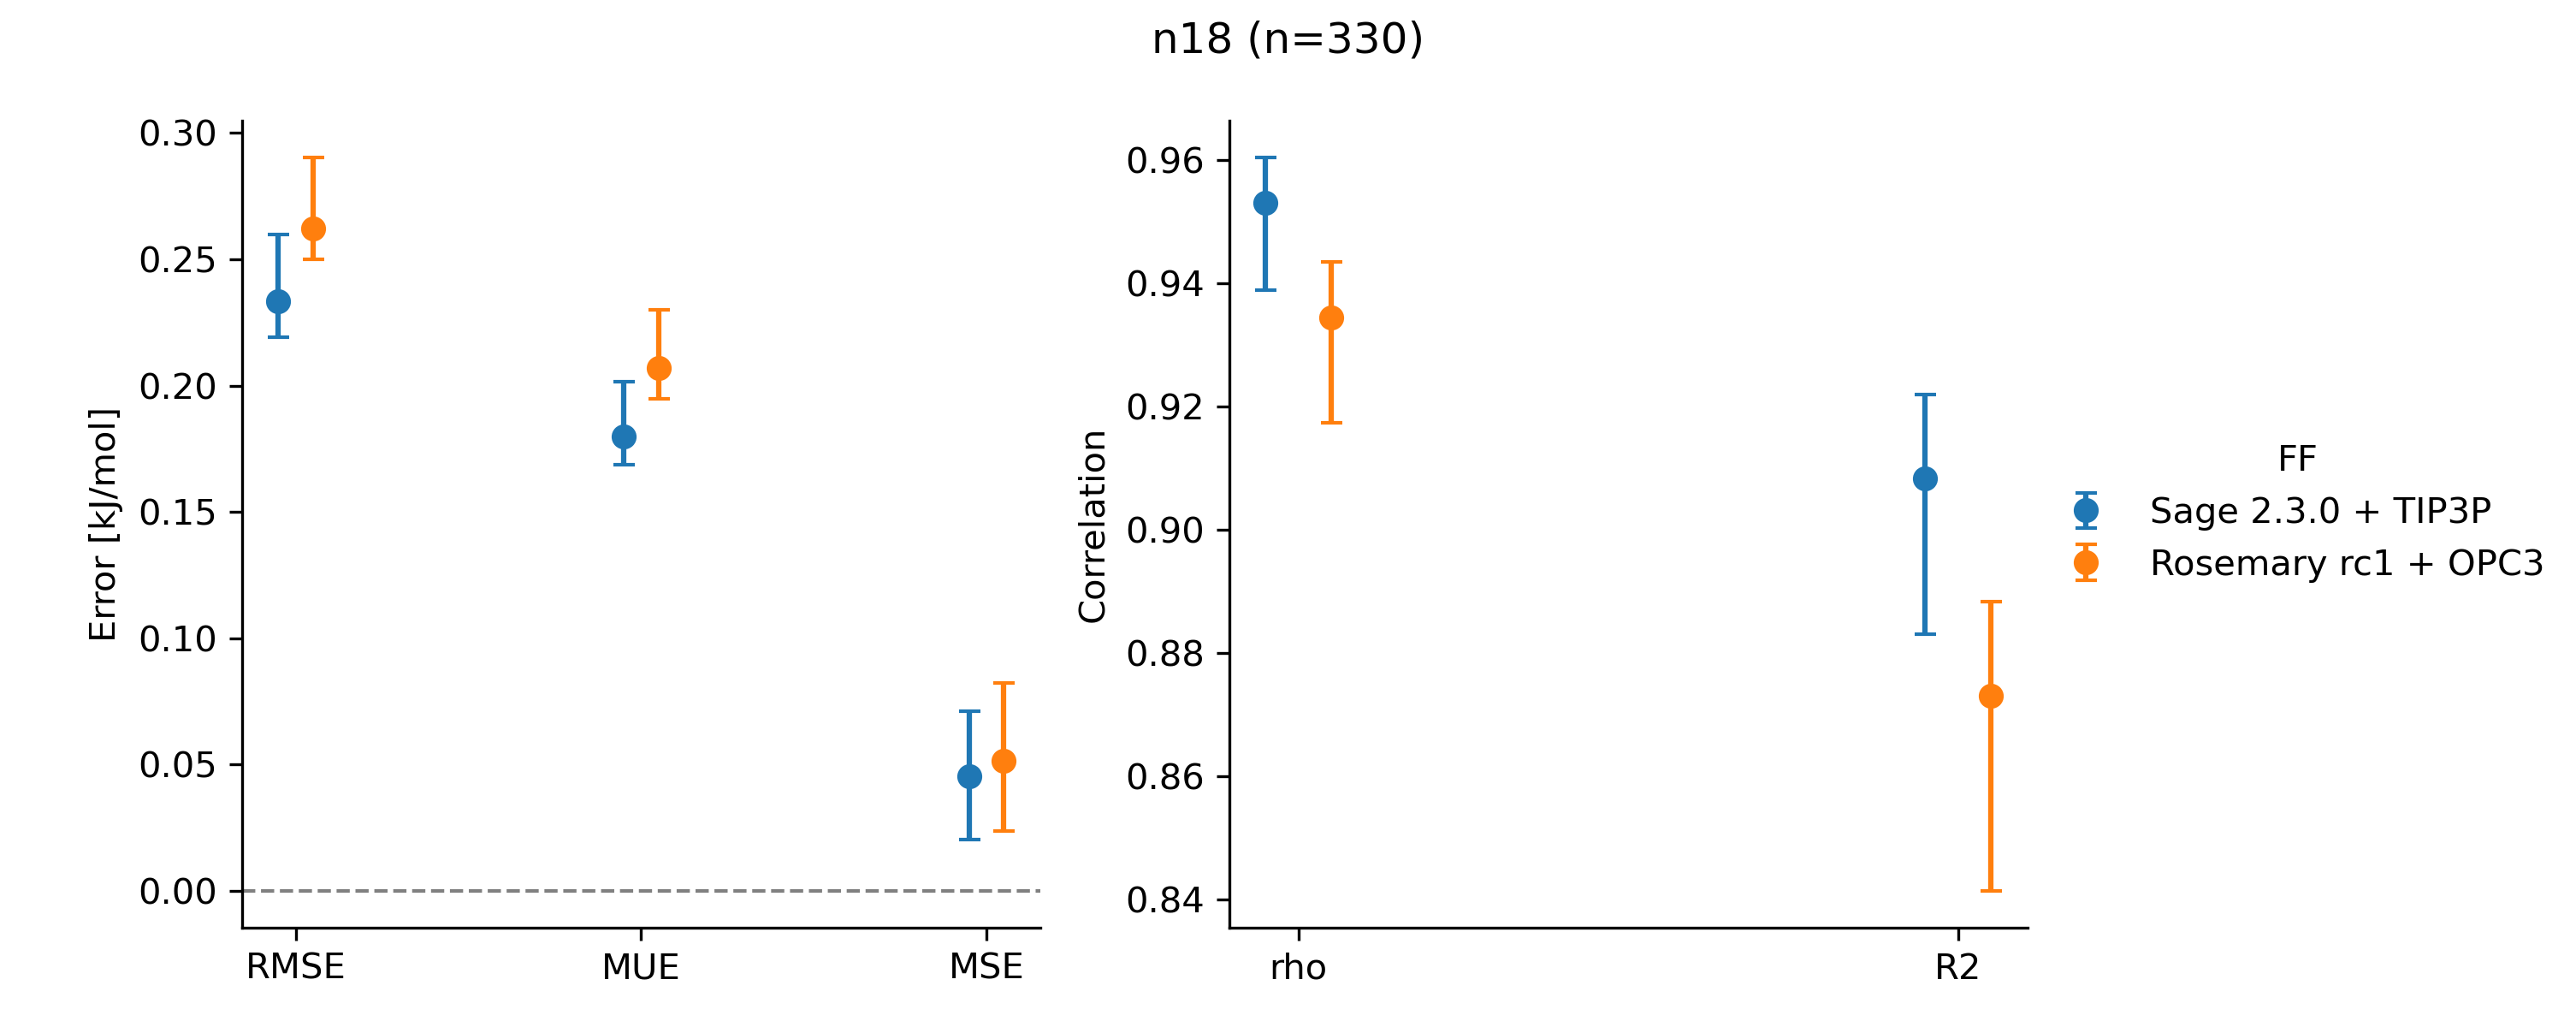 n18 (n=330)
Error [kJ/mol]
0.30
0.25
0.20
0.15
0.10
0.05
0.00
RMSE
MUE
MSE
Correlation
0.96
0.94
0.92
0.90
0.88
0.86
0.84
rho
R2
FF
Sage 2.3.0 + TIP3P
Rosemary rc1 + OPC3